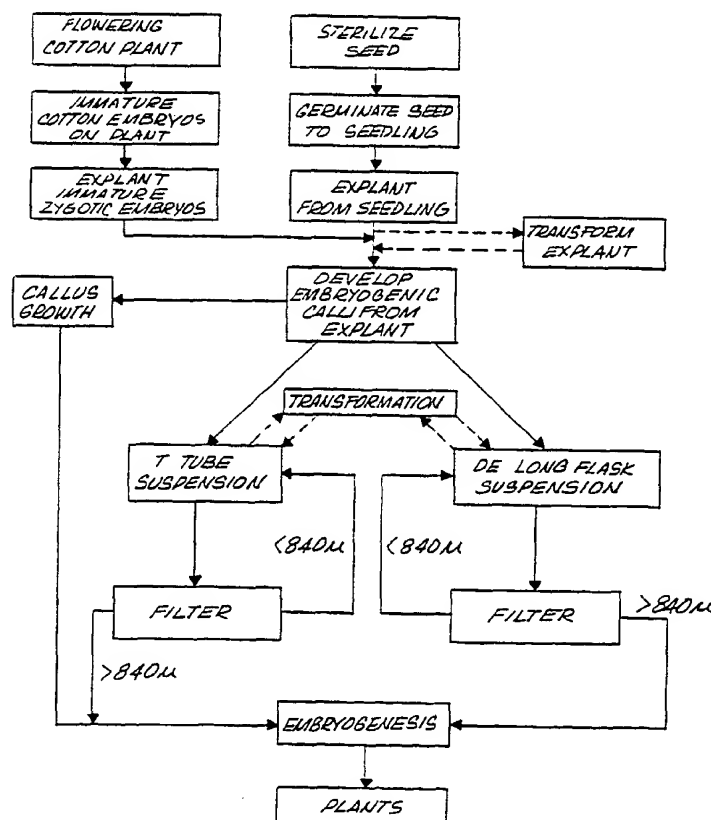 FLOWERING
COTTON PLANT
STERILIZE
SEED
IMMATURE
COTTON EMBRYOS
ON PLANT
GERMINATE SEED
TO SEEDLING
EXPLANT
IMMATURE
ZYGOTIC EMBRYOS
EXPLANT
FROM SEEDLING
TRANSFORM
EXPLANT
CALLUS
GROWTH
DEVELOP
EMBRYOGENIC
CALLI FROM
EXPLANT
TRANSFORMATION
T TUBE
SUSPENSION
DE LONG FLASK
SUSPENSION
<840µ
<840µ
FILTER
FILTER
>840µ
>840µ
EMBRYOGENESIS
PLANTS